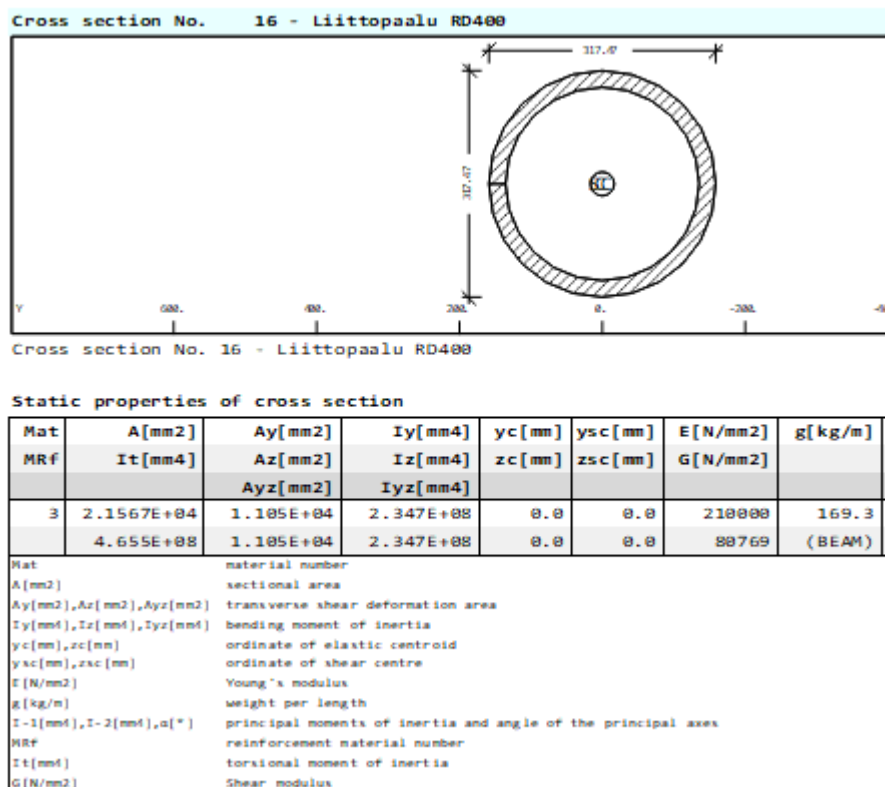 Cross section No. 16 - Liittopaalu RD400
317.47
317.47
Y 600. 400. 200. 0. -200.
Cross section No. 16 - Liittopaalu RD400
Static properties of cross section
Mat A[mm2] Ay[mm2] Iy[mm4] yc[mm] ysc[mm] E[N/mm2] g[kg/m]
MRf It[mm4] Az[mm2] Iz[mm4] zc[mm] zsc[mm] G[N/mm2]
Ayz[mm2] Iyz[mm4]
3 2.1567E+04 1.105E+04 2.347E+08 0.0 0.0 210000 169.3
4.655E+08 1.105E+04 2.347E+08 0.0 0.0 80769 (BEAM)
Mat material number
A[mm2] sectional area
Ay[mm2],Az[mm2],Ayz[mm2] transverse shear deformation area
Iy[mm4],Iz[mm4],Iyz[mm4] bending moment of inertia
yc[mm],zc[mm] ordinate of elastic centroid
ysc[mm],zsc[mm] ordinate of shear centre
E[N/mm2] Young's modulus
g[kg/m] weight per length
I-1[mm4],I-2[mm4],α[°] principal moments of inertia and angle of the principal axes
MRf reinforcement material number
It[mm4] torsional moment of inertia
G[N/mm2] Shear modulus